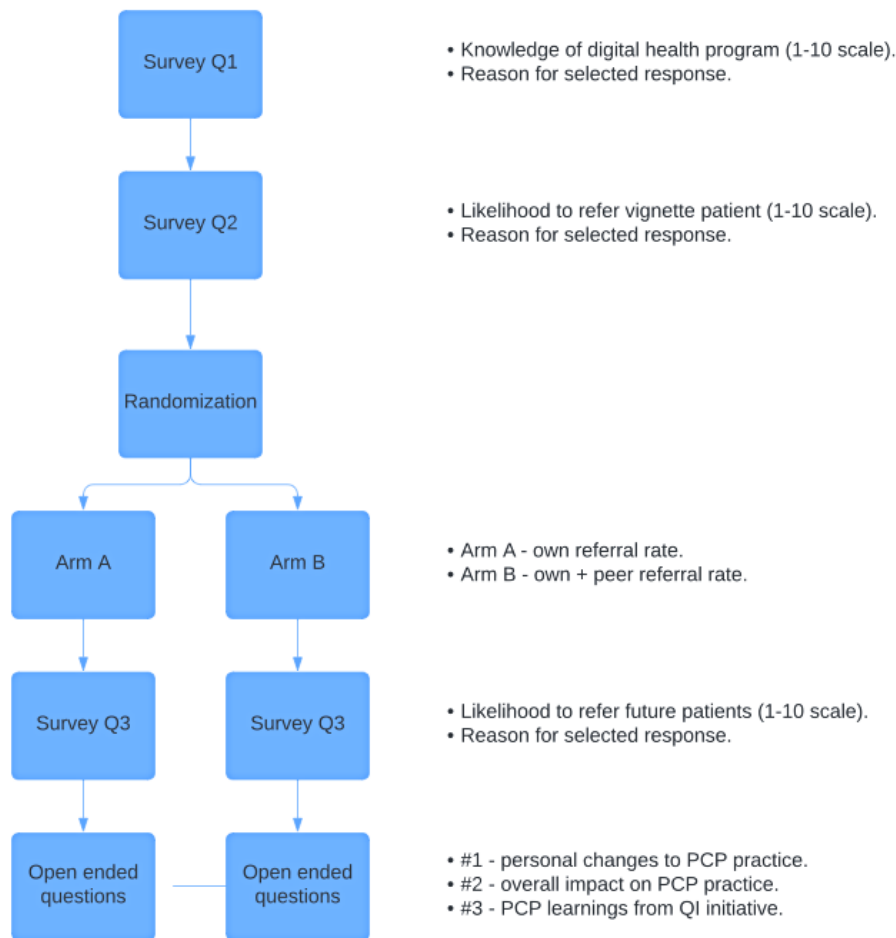 Survey Q1
• Knowledge of digital health program (1-10 scale).
• Reason for selected response.
Survey Q2
• Likelihood to refer vignette patient (1-10 scale).
• Reason for selected response.
Randomization
Arm A
Arm B
• Arm A - own referral rate.
• Arm B - own + peer referral rate.
Survey Q3
Survey Q3
• Likelihood to refer future patients (1-10 scale).
• Reason for selected response.
Open ended
questions
Open ended
questions
• #1 - personal changes to PCP practice.
• #2 - overall impact on PCP practice.
• #3 - PCP learnings from QI initiative.